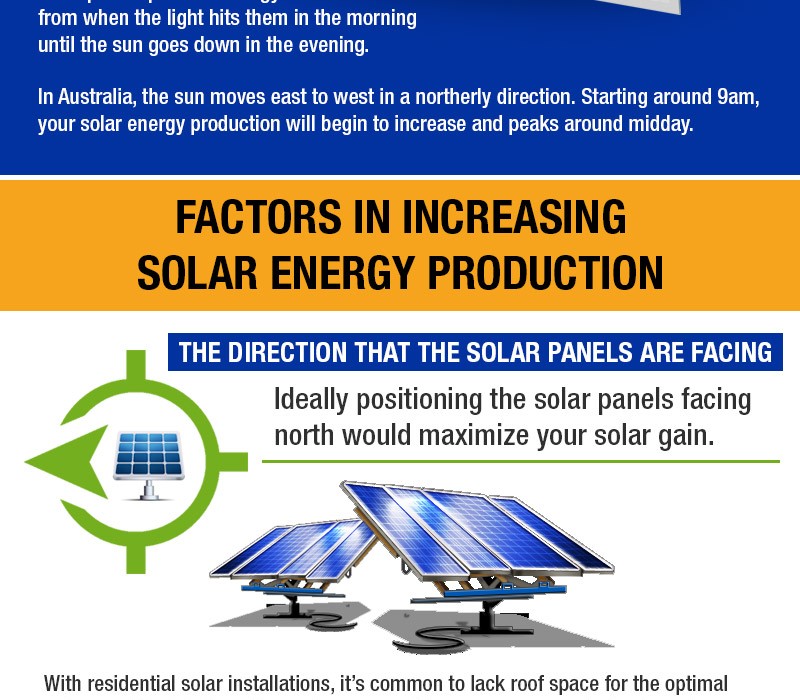 from when the light hits them in the morning
until the sun goes down in the evening.
In Australia, the sun moves east to west in a northerly direction. Starting around 9am,
your solar energy production will begin to increase and peaks around midday.
FACTORS IN INCREASING
SOLAR ENERGY PRODUCTION
THE DIRECTION THAT THE SOLAR PANELS ARE FACING
Ideally positioning the solar panels facing
north would maximize your solar gain.
With residential solar installations, it's common to lack roof space for the optimal